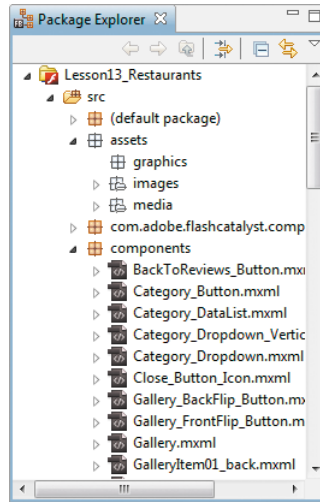 Package Explorer
Lesson13_Restaurants
src
(default package)
assets
graphics
images
media
com.adobe.flashcatalyst.comp
components
BackToReviews_Button.mx
Category_Button.mxml
Category_DataList.mxml
Category_Dropdown_Vertic
Category_Dropdown.mxml
Close_Button_Icon.mxml
Gallery_BackFlip_Button.mx
Gallery_FrontFlip_Button.m
Gallery.mxml
GalleryItem01_back.mxml